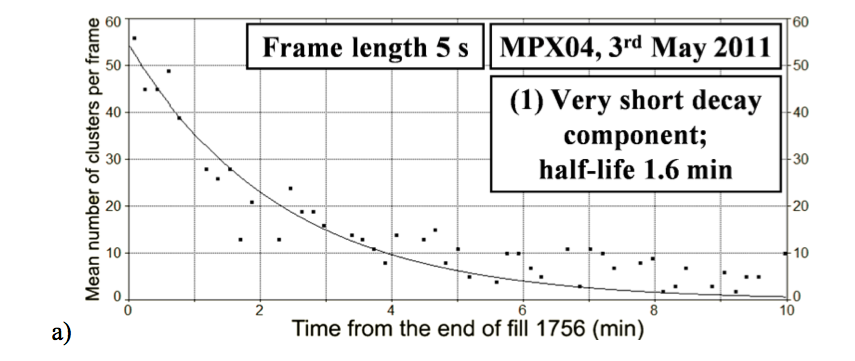 60
50
40
30
20
10
0
Mean number of clusters per frame
Frame length 5 s
MPX04, 3rd May 2011
(1) Very short decay
component;
half-life 1.6 min
60
50
40
30
20
10
0
0 2 4 6 8 10
Time from the end of fill 1756 (min)
a)